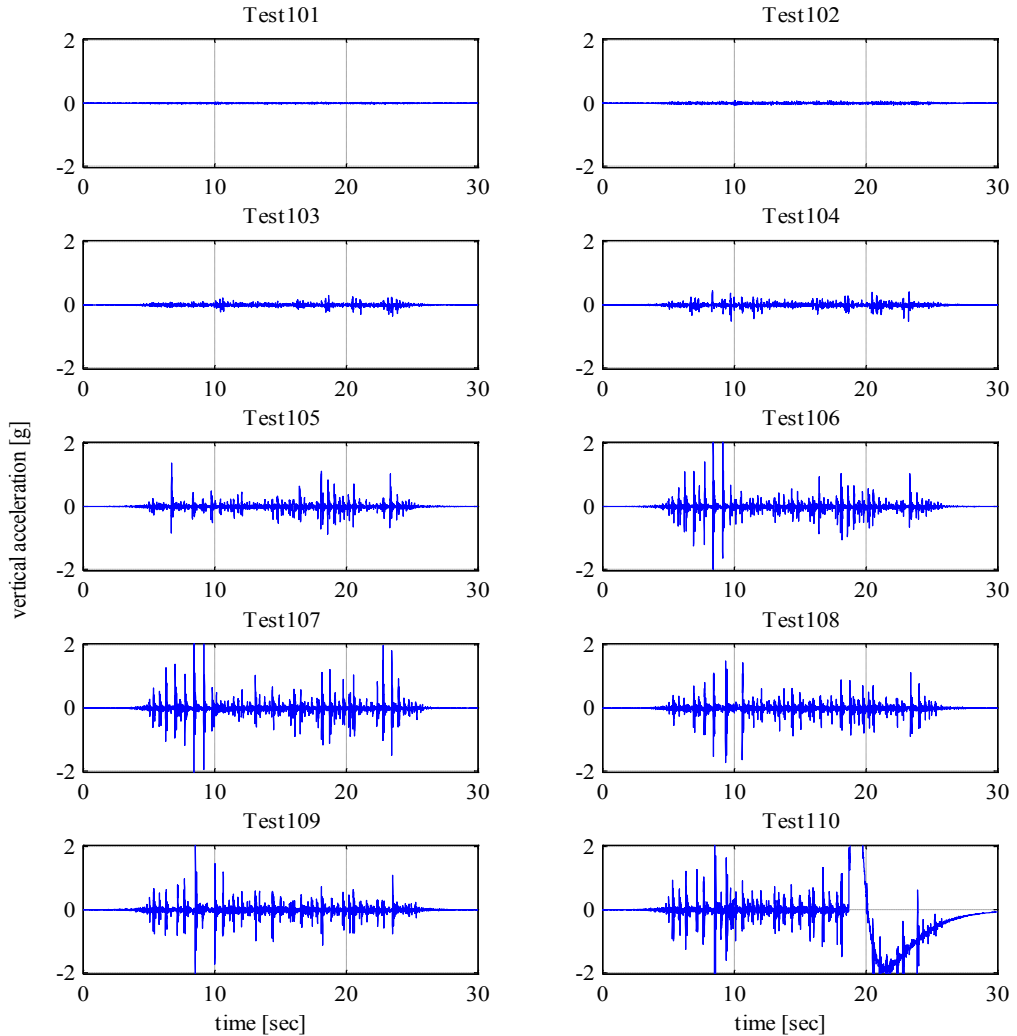 Test101 Test102
2 2
0 0
-2 -2
0 10 20 30 0 10 20 30
Test103 Test104
2 2
0 0
-2 -2
0 10 20 30 0 10 20 30
Test105 Test106
2 2
0 0
-2 -2
0 10 20 30 0 10 20 30
vertical acceleration [g]
Test107 Test108
2 2
0 0
-2 -2
0 10 20 30 0 10 20 30
Test109 Test110
2 2
0 0
-2 -2
0 10 20 30 0 10 20 30
time [sec] time [sec]